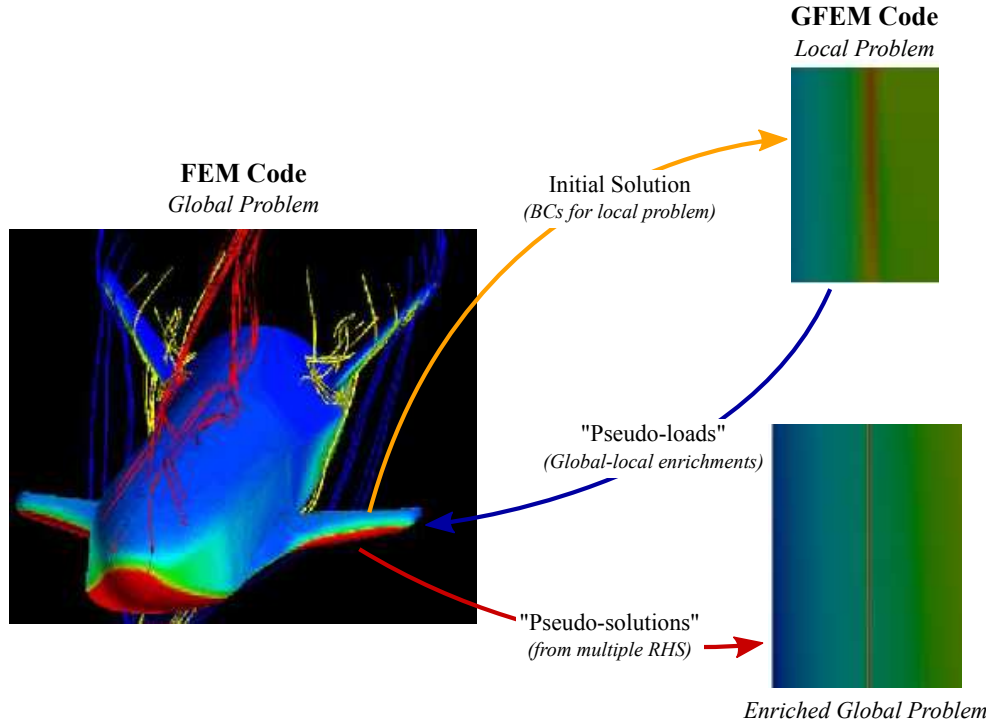 GFEM Code
Local Problem
FEM Code
Global Problem
Initial Solution
(BCs for local problem)
"Pseudo-loads"
(Global-local enrichments)
"Pseudo-solutions"
(from multiple RHS)
Enriched Global Problem